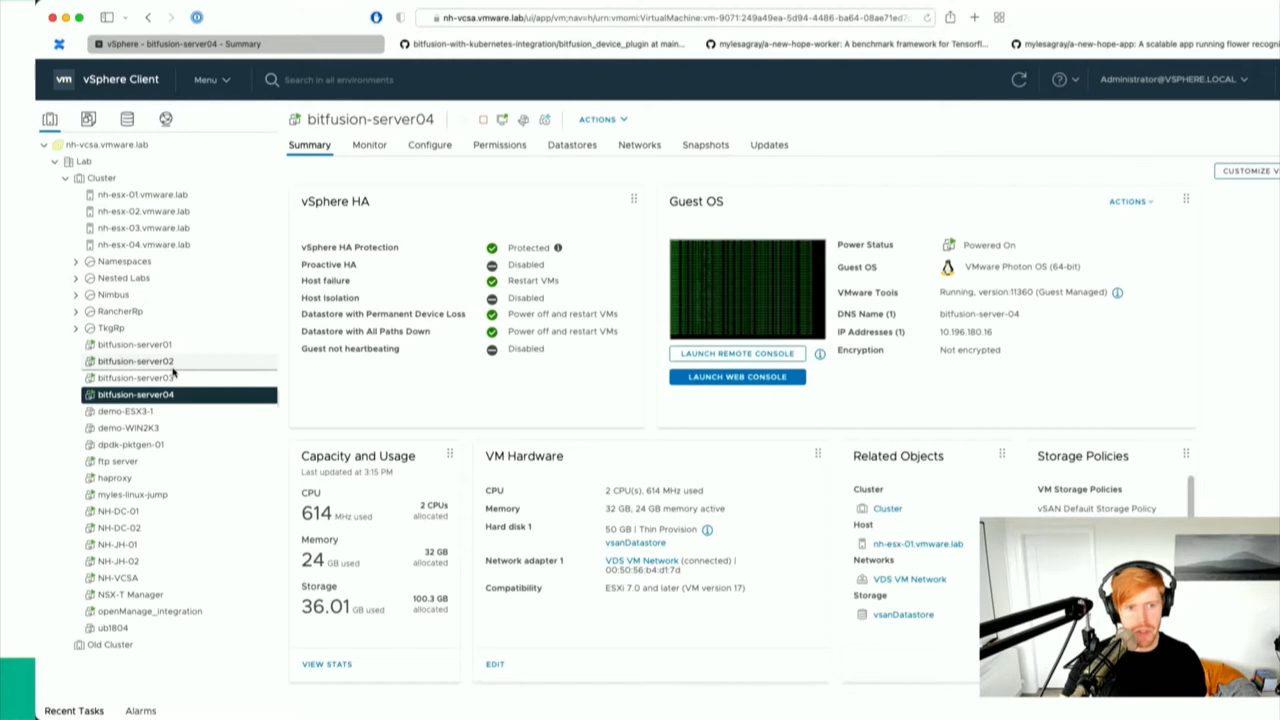 nh-vcsa.vmware.lab/ui/app/vm;nav=h/urn:vmomi:VirtualMachine:vm-9071:249a49ea-5d94-4486-ba64-08ae71ed7
vSphere - bitfusion-server04 - Summary
bitfusion-with-kubernetes-integration/bitfusion_device_plugin at main...
mylesagray/a-new-hope-worker: A benchmark framework for Tensorfl...
mylesagray/a-new-hope-app: A scalable app running flower recogni
vm vSphere Client
Menu
Search in all environments
Administrator@VSPHERE.LOCAL
nh-vcsa.vmware.lab
Lab
Cluster
nh-esx-01.vmware.lab
nh-esx-02.vmware.lab
nh-esx-03.vmware.lab
nh-esx-04.vmware.lab
Namespaces
Nested Labs
Nimbus
RancherRp
TkgRp
bitfusion-server01
bitfusion-server02
bitfusion-server03
bitfusion-server04
demo-ESX3-1
demo-WIN2K3
dpdk-pktgen-01
ftp server
haproxy
myles-linux-jump
NH-DC-01
NH-DC-02
NH-JH-01
NH-JH-02
NH-VCSA
NSX-T Manager
openManage_integration
ub1804
Old Cluster
bitfusion-server04
ACTIONS
Summary Monitor Configure Permissions Datastores Networks Snapshots Updates
CUSTOMIZE V
vSphere HA
vSphere HA Protection Protected
Proactive HA Disabled
Host failure Restart VMs
Host Isolation Disabled
Datastore with Permanent Device Loss Power off and restart VMs
Datastore with All Paths Down Power off and restart VMs
Guest not heartbeating Disabled
Guest OS
ACTIONS
LAUNCH REMOTE CONSOLE
LAUNCH WEB CONSOLE
Power Status Powered On
Guest OS VMware Photon OS (64-bit)
VMware Tools Running, version:11360 (Guest Managed)
DNS Name (1) bitfusion-server-04
IP Addresses (1) 10.196.180.16
Encryption Not encrypted
Capacity and Usage
Last updated at 3:15 PM
CPU
614 MHz used
2 CPUs
allocated
Memory
24 GB used
32 GB
allocated
Storage
36.01 GB used
100.3 GB
allocated
VIEW STATS
VM Hardware
CPU 2 CPU(s), 614 MHz used
Memory 32 GB, 24 GB memory active
Hard disk 1 50 GB | Thin Provision
vsanDatastore
Network adapter 1 VDS VM Network (connected) |
00:50:56:b4:d1:7d
Compatibility ESXi 7.0 and later (VM version 17)
EDIT
Related Objects
Cluster
Cluster
Host
nh-esx-01.vmware.lab
Networks
VDS VM Network
Storage
vsanDatastore
Storage Policies
VM Storage Policies
vSAN Default Storage Policy
Recent Tasks Alarms